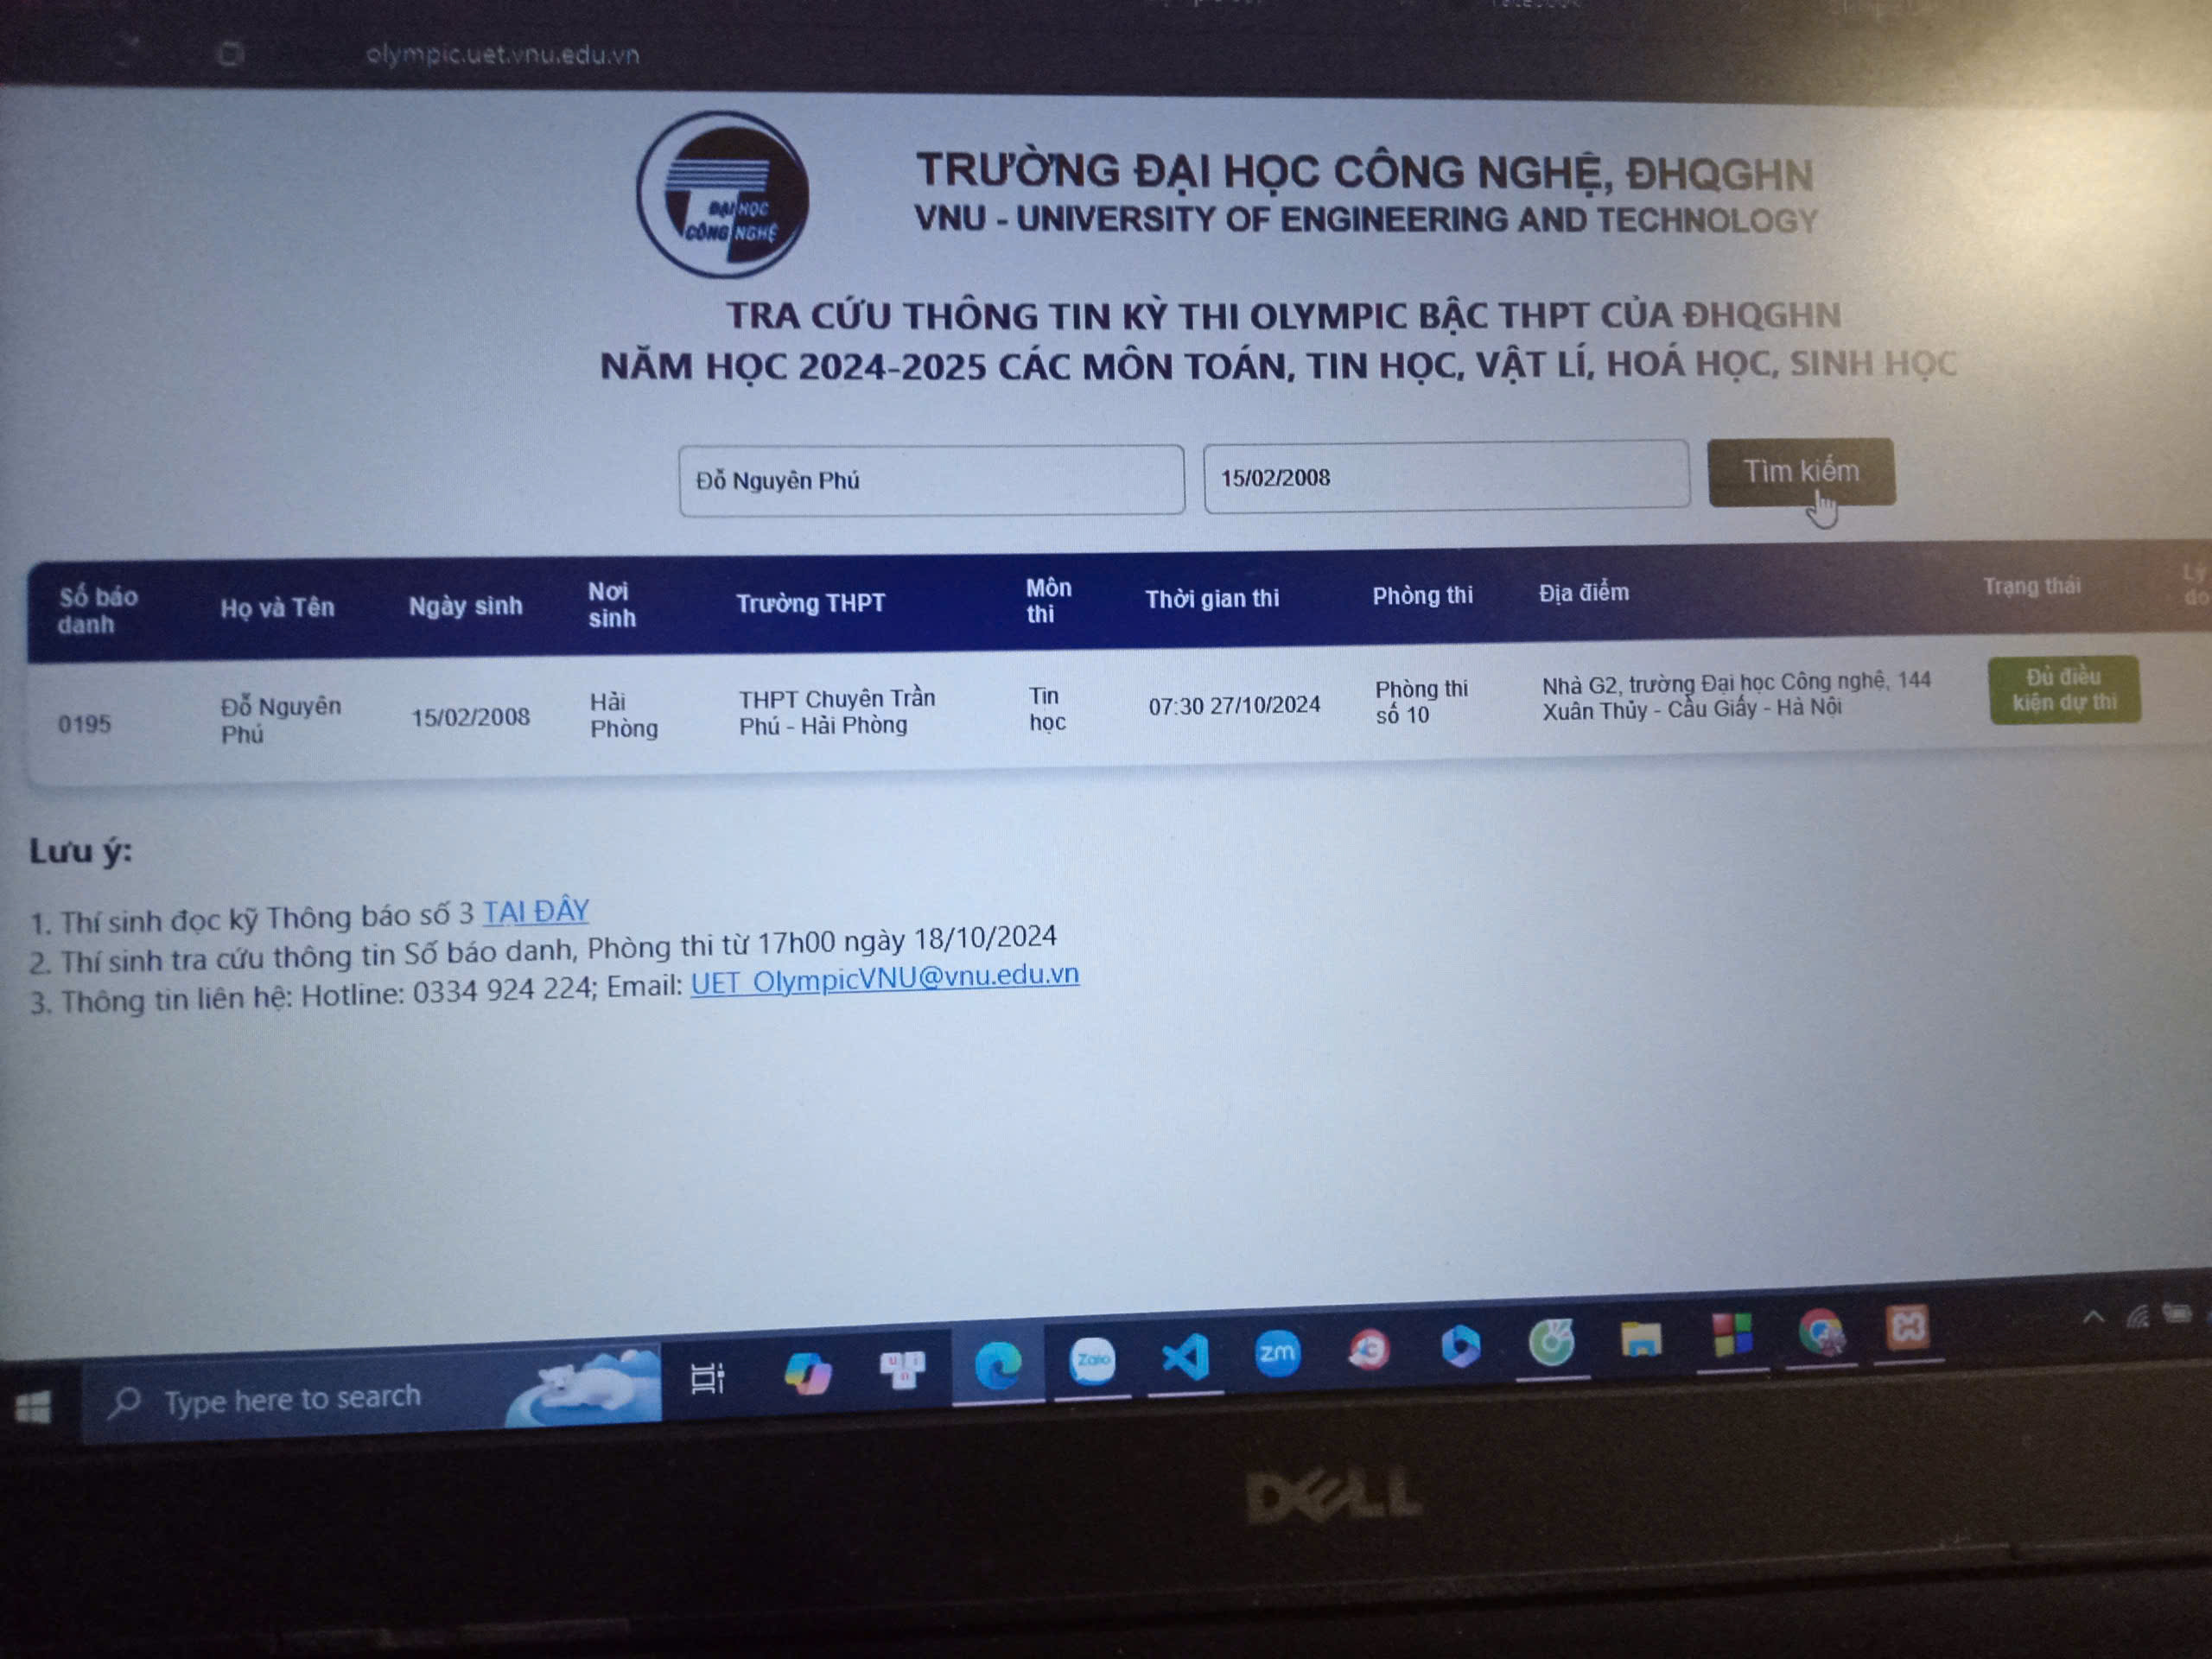 olympic.uet.vnu.edu.vn
ĐẠI HỌC
CÔNG NGHỆ
TRƯỜNG ĐẠI HỌC CÔNG NGHỆ, ĐHQGHN
VNU - UNIVERSITY OF ENGINEERING AND TECHNOLOGY
TRA CỨU THÔNG TIN KỲ THI OLYMPIC BẬC THPT CỦA ĐHQGHN
NĂM HỌC 2024-2025 CÁC MÔN TOÁN, TIN HỌC, VẬT LÍ, HOÁ HỌC, SINH HỌC
Đỗ Nguyên Phú 15/02/2008 Tìm kiếm
Số báo danh Họ và Tên Ngày sinh Nơi sinh Trường THPT Môn thi Thời gian thi Phòng thi Địa điểm Trạng thái Lý do
0195 Đỗ Nguyên Phú 15/02/2008 Hải Phòng THPT Chuyên Trần Phú - Hải Phòng Tin học 07:30 27/10/2024 Phòng thi số 10 Nhà G2, trường Đại học Công nghệ, 144 Xuân Thủy - Cầu Giấy - Hà Nội Đủ điều kiện dự thi
Lưu ý:
1. Thí sinh đọc kỹ Thông báo số 3 TẠI ĐÂY
2. Thí sinh tra cứu thông tin Số báo danh, Phòng thi từ 17h00 ngày 18/10/2024
3. Thông tin liên hệ: Hotline: 0334 924 224; Email: UET_OlympicVNU@vnu.edu.vn
Type here to search
Zalo
zm
DELL